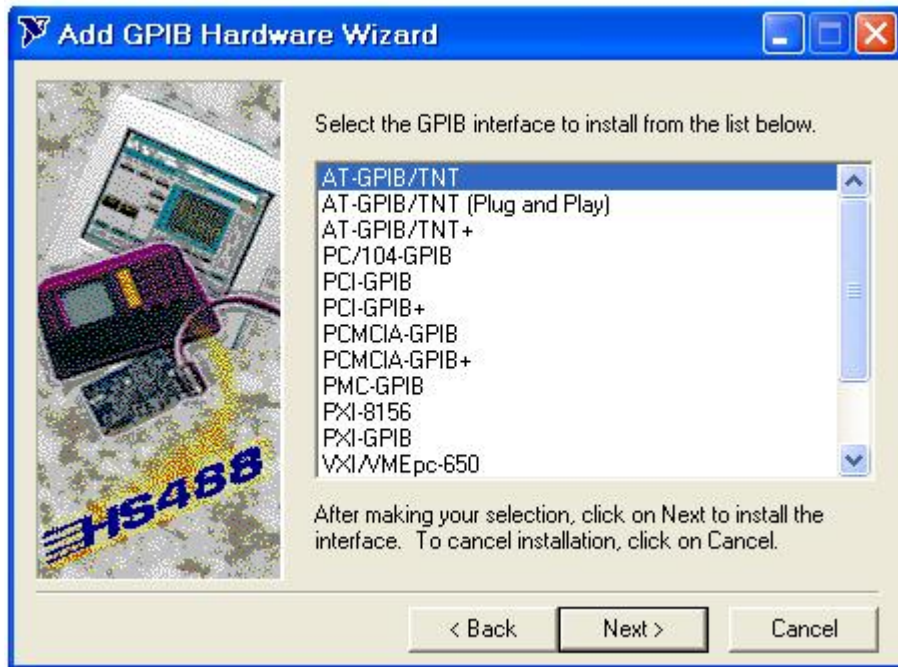 Add GPIB Hardware Wizard
Select the GPIB interface to install from the list below.
AT-GPIB/TNT
AT-GPIB/TNT (Plug and Play)
AT-GPIB/TNT+
PC/104-GPIB
PCI-GPIB
PCI-GPIB+
PCMCIA-GPIB
PCMCIA-GPIB+
PMC-GPIB
PXI-8156
PXI-GPIB
VXI/VMEpc-650
HS488
After making your selection, click on Next to install the
interface. To cancel installation, click on Cancel.
< Back
Next >
Cancel